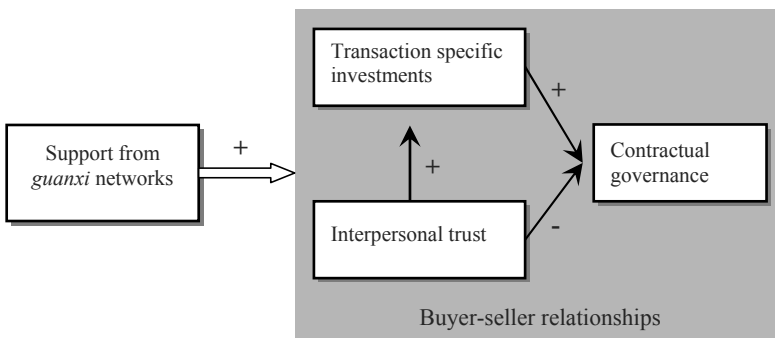 Transaction specific
investments
+
+
Support from
guanxi networks
Contractual
governance
+
Interpersonal trust
-
Buyer-seller relationships